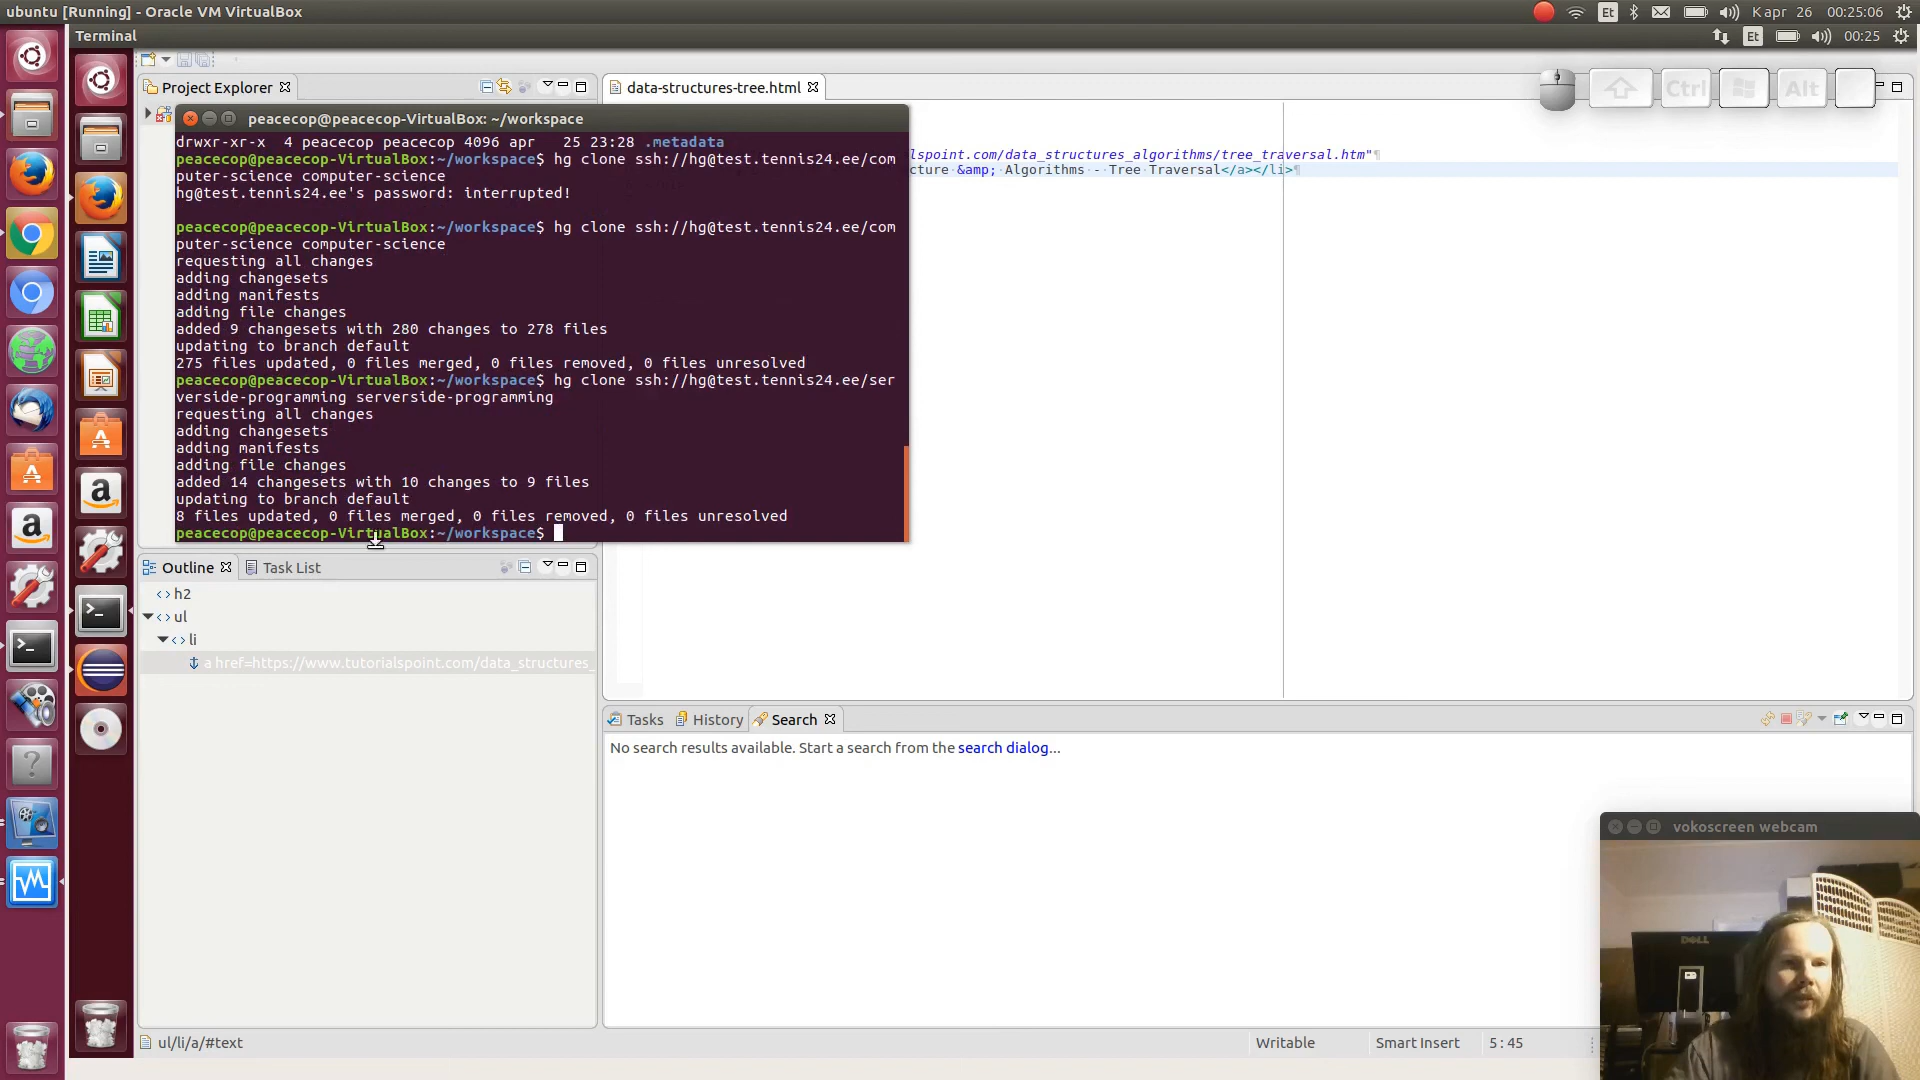 ubuntu [Running] - Oracle VM VirtualBox
Et
K apr 26
00:25:06
Terminal
Et
00:25
Project Explorer
data-structures-tree.html
Ctrl
Alt
peacecop@peacecop-VirtualBox: ~/workspace
drwxr-xr-x  4 peacecop peacecop 4096 apr   25 23:28 .metadata
peacecop@peacecop-VirtualBox:~/workspace$ hg clone ssh://hg@test.tennis24.ee/com
puter-science computer-science
hg@test.tennis24.ee's password: interrupted!
peacecop@peacecop-VirtualBox:~/workspace$ hg clone ssh://hg@test.tennis24.ee/com
puter-science computer-science
requesting all changes
adding changesets
adding manifests
adding file changes
added 9 changesets with 280 changes to 278 files
updating to branch default
275 files updated, 0 files merged, 0 files removed, 0 files unresolved
peacecop@peacecop-VirtualBox:~/workspace$ hg clone ssh://hg@test.tennis24.ee/ser
verside-programming serverside-programming
requesting all changes
adding changesets
adding manifests
adding file changes
added 14 changesets with 10 changes to 9 files
updating to branch default
8 files updated, 0 files merged, 0 files removed, 0 files unresolved
peacecop@peacecop-VirtualBox:~/workspace$
lspoint.com/data_structures_algorithms/tree_traversal.htm"¶
cture &amp; Algorithms - Tree Traversal</a></li>¶
Outline
Task List
<> h2
<> ul
<> li
a href=https://www.tutorialspoint.com/data_structures_
Tasks
History
Search
No search results available. Start a search from the search dialog...
vokoscreen webcam
DELL
ul/li/a/#text
Writable
Smart Insert
5 : 45